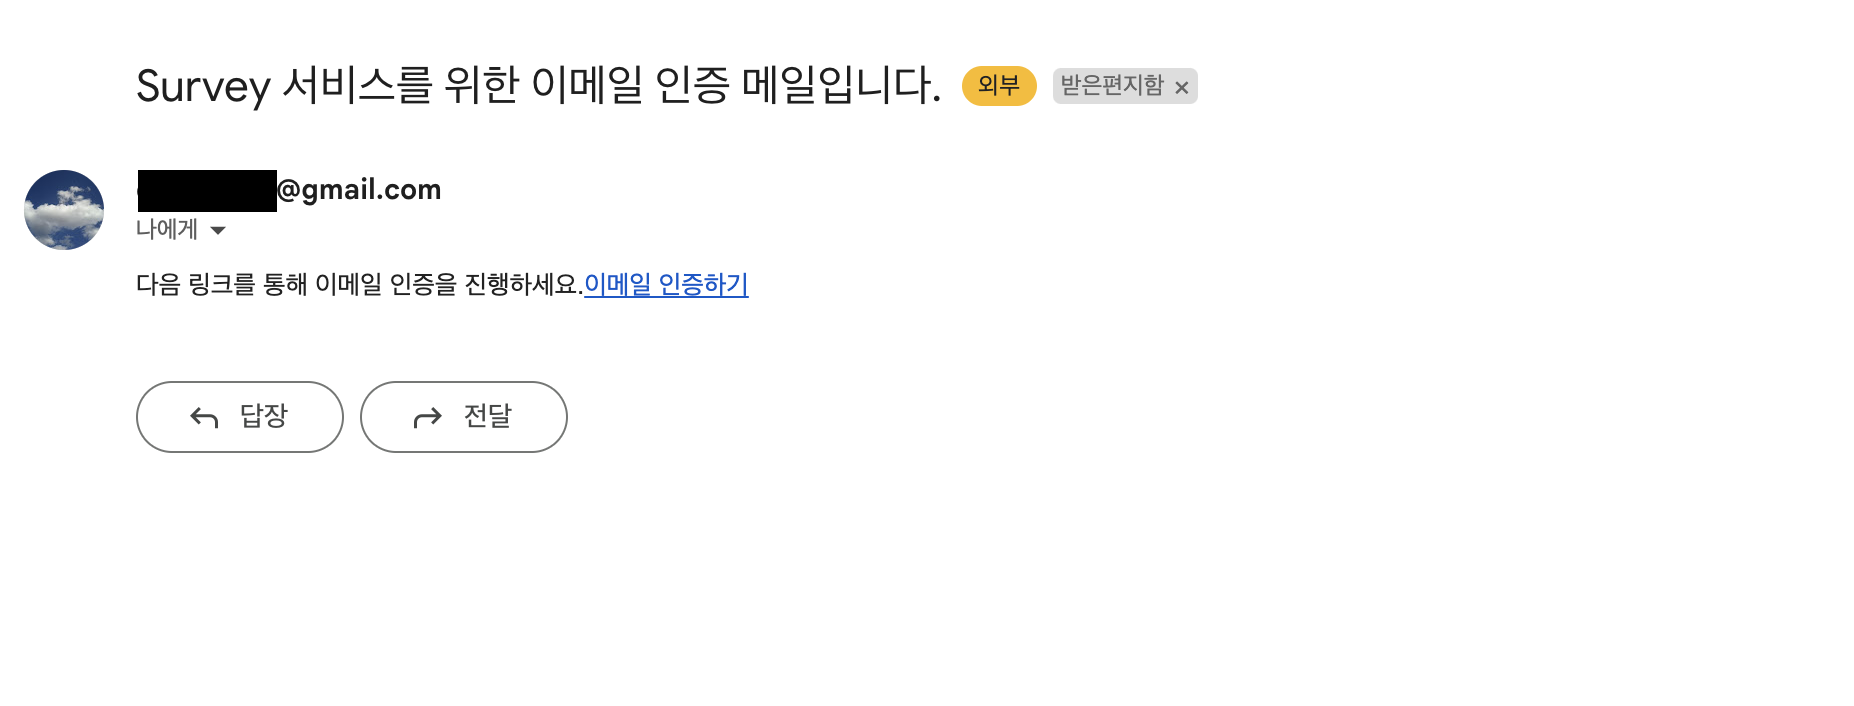 Survey 서비스를 위한 이메일 인증 메일입니다. 외부 받은편지함 ×
@gmail.com
나에게
다음 링크를 통해 이메일 인증을 진행하세요.이메일 인증하기
답장 전달